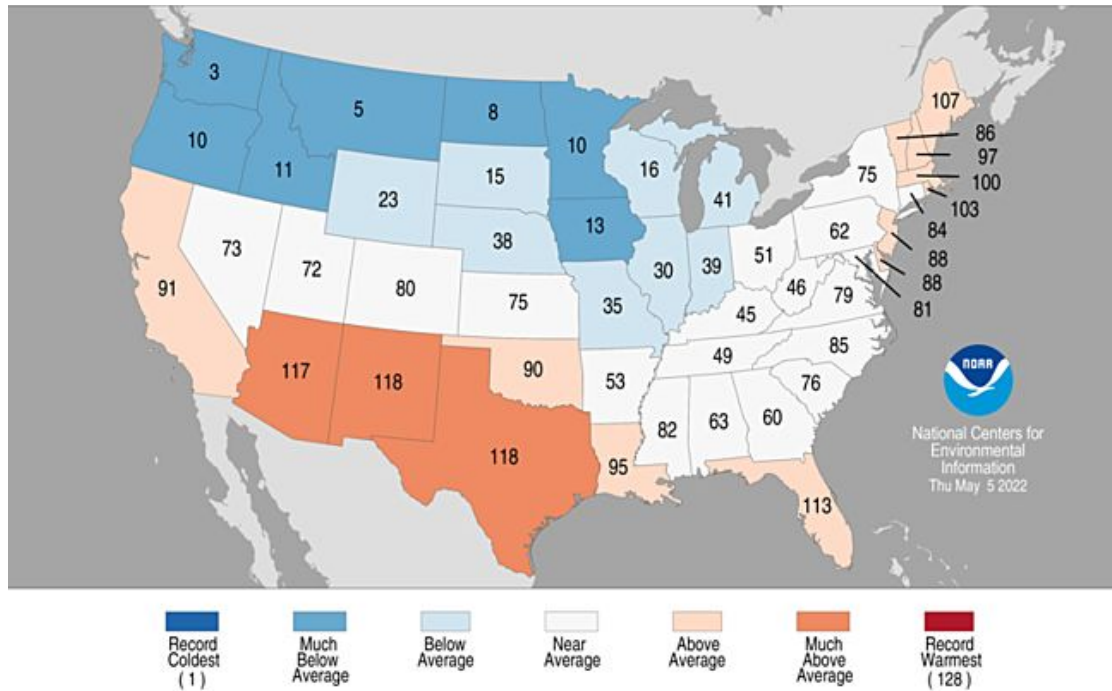 3
5
8
10
107
86
97
100
103
10
11
23
15
16
41
75
13
38
84
88
88
81
73
72
80
75
35
30
39
51
62
46
79
45
91
117
118
90
53
49
85
76
82
63
60
118
95
113
NOAA
National Centers for
Environmental
Information
Thu May 5 2022
Record
Coldest
( 1 )
Much
Below
Average
Below
Average
Near
Average
Above
Average
Much
Above
Average
Record
Warmest
( 128 )